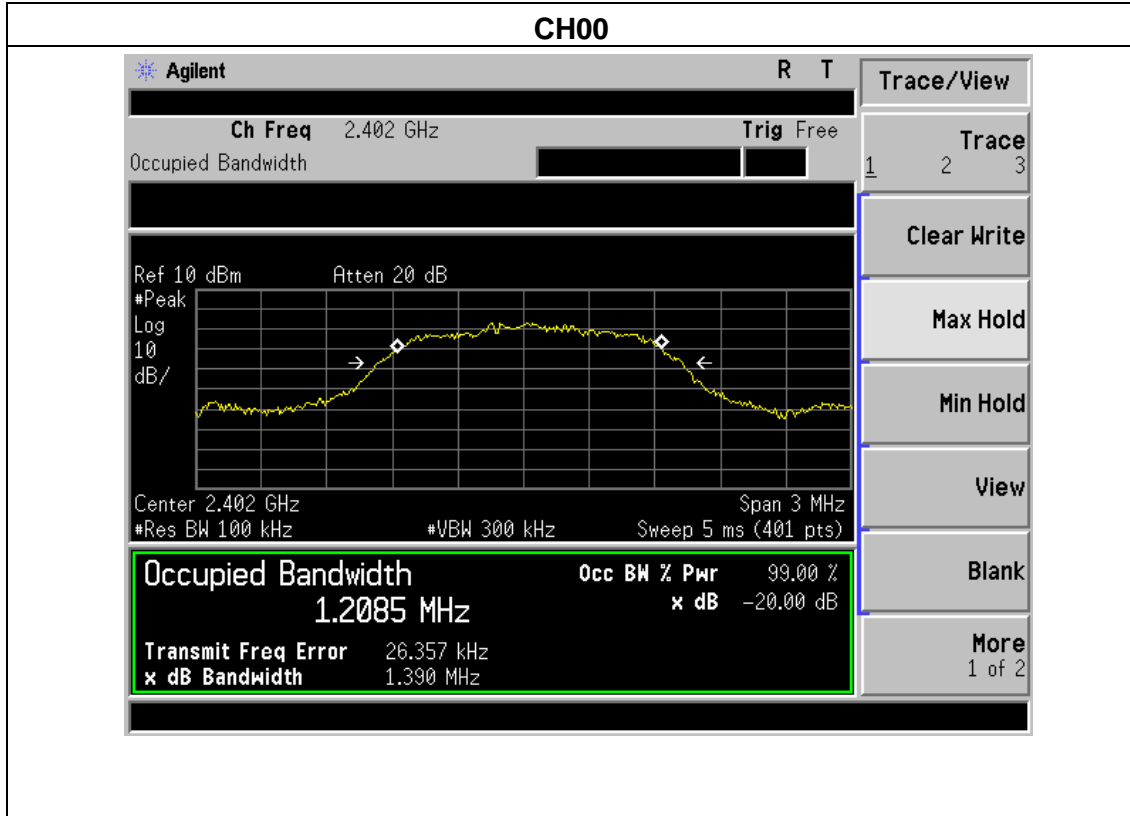 CH00
Agilent R T
Trace/View
Ch Freq 2.402 GHz Trig Free
Occupied Bandwidth
Trace
1 2 3
Clear Write
Ref 10 dBm Atten 20 dB
#Peak
Log
10
dB/
Max Hold
Min Hold
View
Center 2.402 GHz Span 3 MHz
#Res BW 100 kHz #VBW 300 kHz Sweep 5 ms (401 pts)
Occupied Bandwidth Occ BW % Pwr 99.00 %
1.2085 MHz x dB -20.00 dB
Blank
Transmit Freq Error 26.357 kHz
x dB Bandwidth 1.390 MHz
More
1 of 2